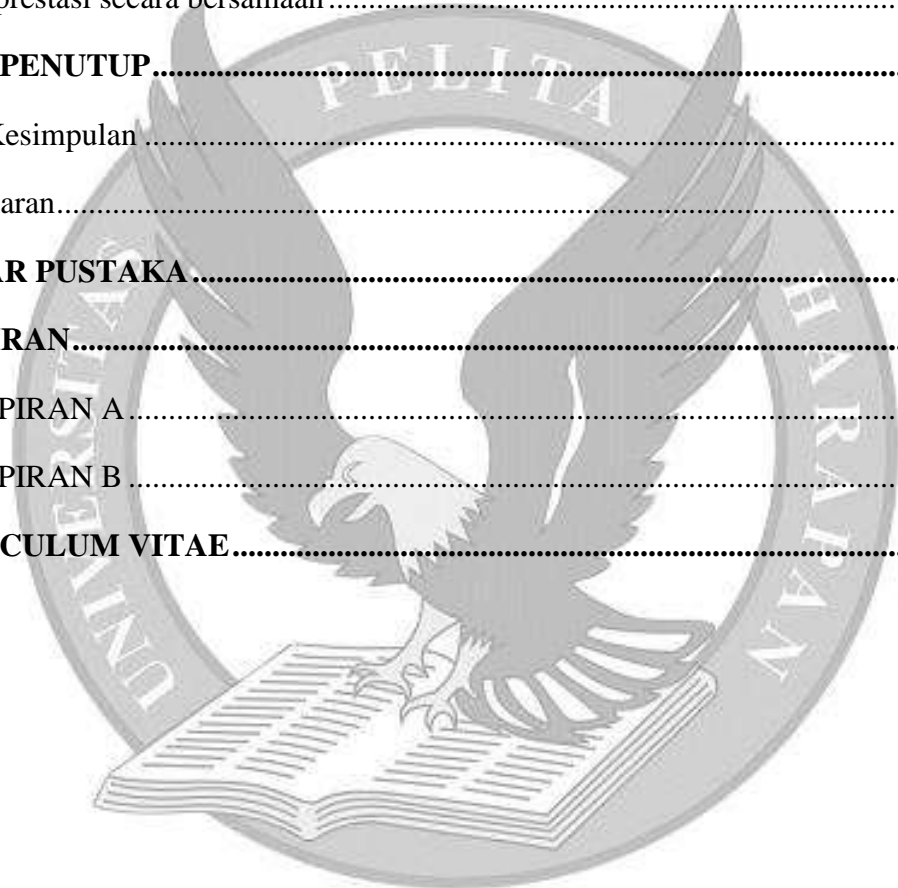 prestasi secara bersamaan..........................................................................
PENUTUP..........................................................................
Kesimpulan ..........................................................................
aran..........................................................................
AR PUSTAKA ..........................................................................
RAN..........................................................................
PIRAN A ..........................................................................
PIRAN B ..........................................................................
CULUM VITAE..........................................................................
UNIVERSITAS PELITA HARAPAN